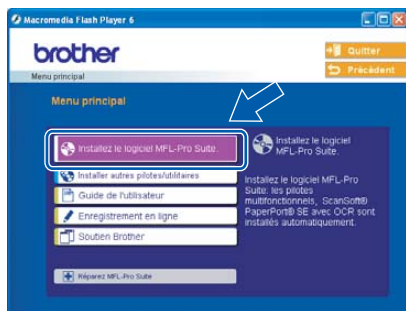 Macromedia Flash Player 6
brother
Quitter
Précédent
Menu principal
Menu principal
Installez le logiciel MFL-Pro Suite.
Installer autres pilotes/utilitaires
Guide de l'utilisateur
Enregistrement en ligne
Soutien Brother
Réparez MFL-Pro Suite
Installez le logiciel
MFL-Pro Suite.
Installez le logiciel MFL-Pro
Suite: les pilotes
multifonctionnels, ScanSoft®
PaperPort® SE avec OCR sont
installés automatiquement.